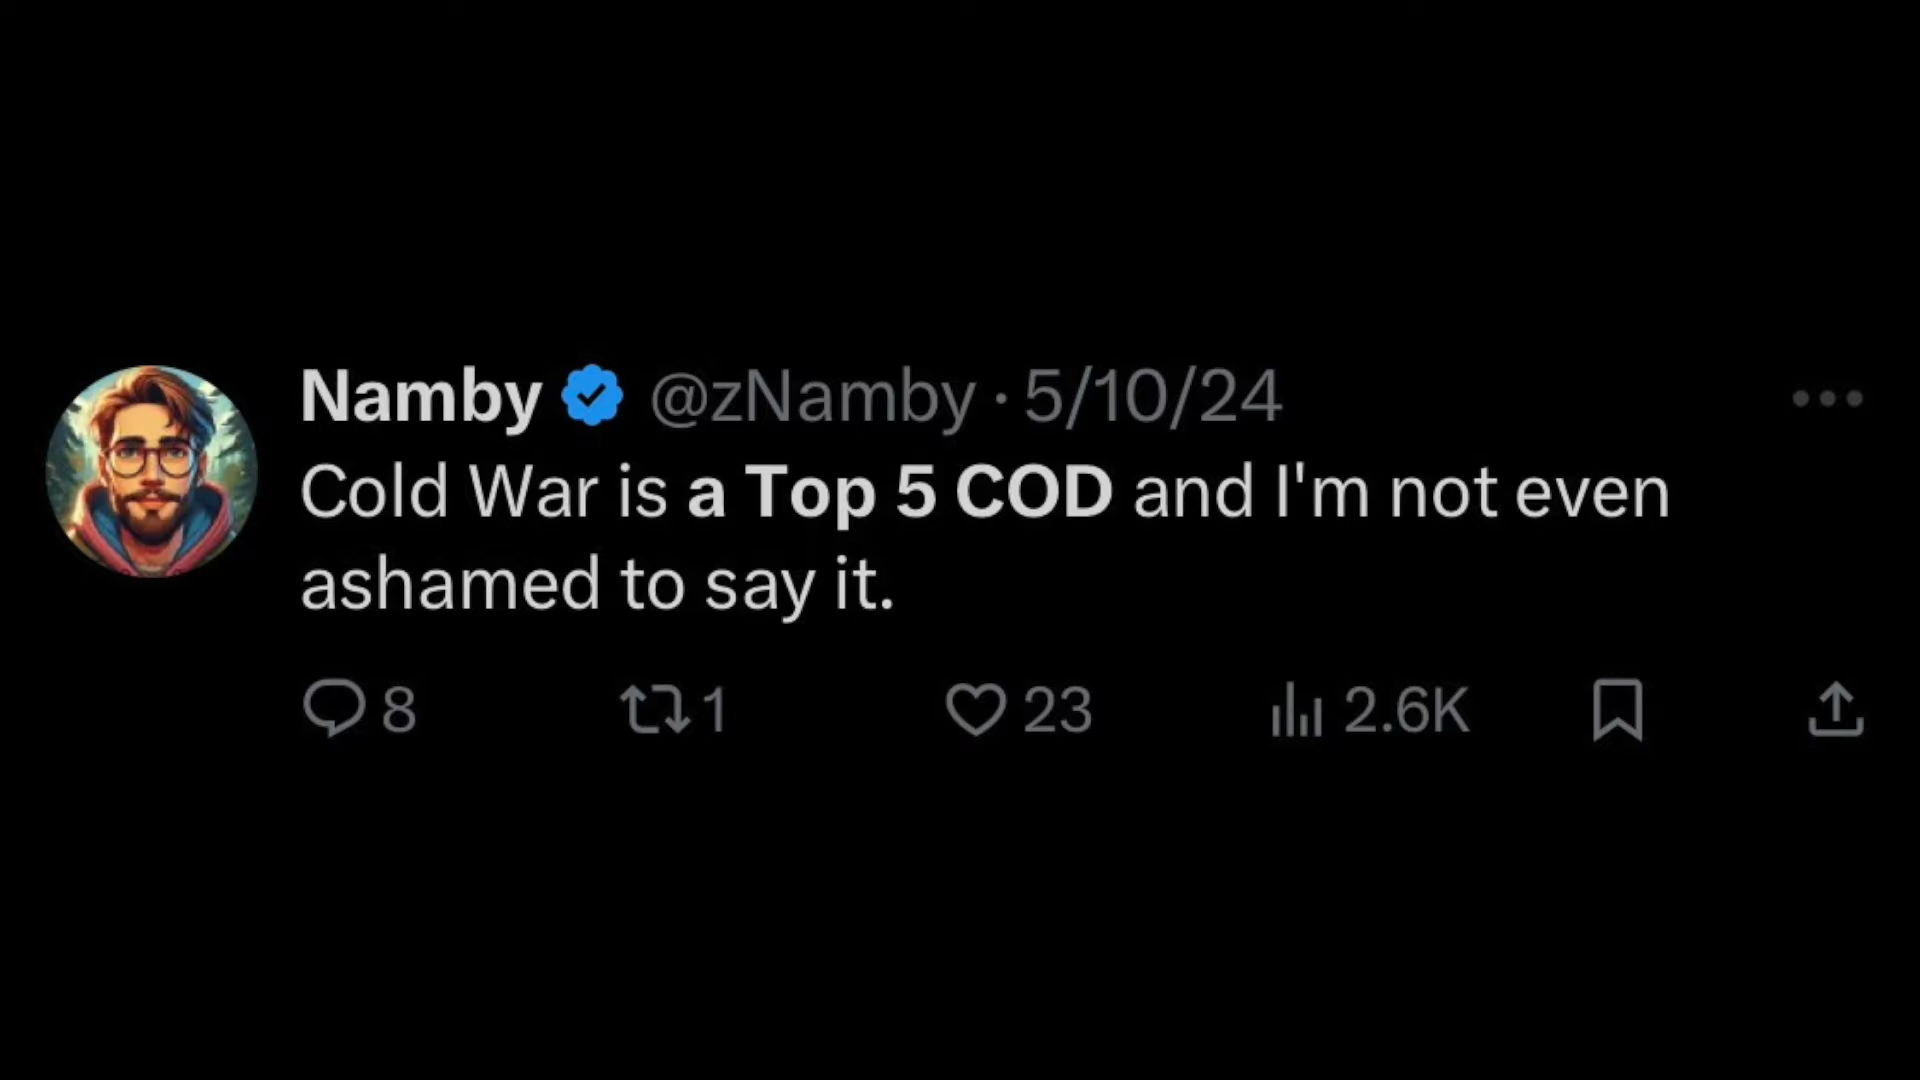 Namby @zNamby · 5/10/24
Cold War is a Top 5 COD and I'm not even
ashamed to say it.
8 1 23 2.6K